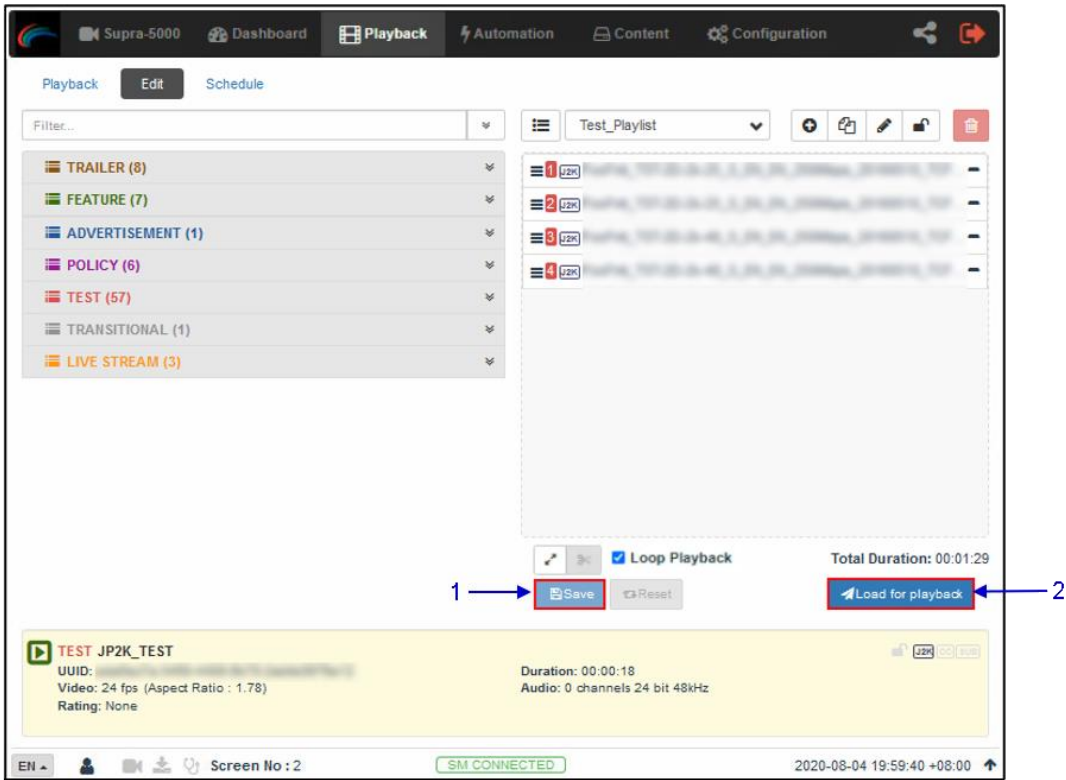 Supra-5000 Dashboard Playback Automation Content Configuration
Playback Edit Schedule
Filter...
Test_Playlist
TRAILER (8)
FEATURE (7)
ADVERTISEMENT (1)
POLICY (6)
TEST (57)
TRANSITIONAL (1)
LIVE STREAM (3)
1 J2K
2 J2K
3 J2K
4 J2K
Loop Playback Total Duration: 00:01:29
1 Save Reset Load for playback 2
TEST JP2K_TEST J2K CC SUB
UUID:
Duration: 00:00:18
Video: 24 fps (Aspect Ratio : 1.78) Audio: 0 channels 24 bit 48kHz
Rating: None
EN Screen No : 2 SM CONNECTED 2020-08-04 19:59:40 +08:00